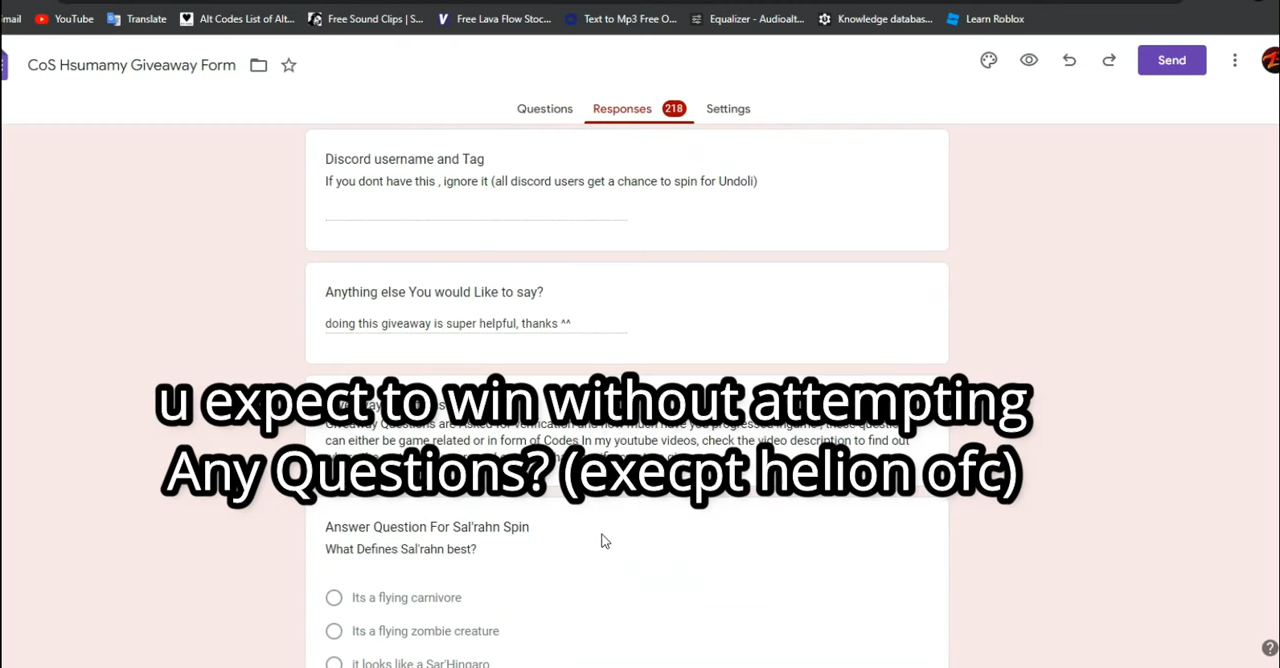 mail
YouTube
Translate
Alt Codes List of Alt...
Free Sound Clips | S...
Free Lava Flow Stoc...
Text to Mp3 Free O...
Equalizer - Audioalt...
Knowledge databas...
Learn Roblox
CoS Hsumamy Giveaway Form
Send
Questions
Responses 218
Settings
Discord username and Tag
If you dont have this , ignore it (all discord users get a chance to spin for Undoli)
Anything else You would Like to say?
doing this giveaway is super helpful, thanks ^^
u expect to win without attempting
Any Questions? (execpt helion ofc)
can either be game related or in form of Codes In my youtube videos, check the video description to find out
Answer Question For Sal'rahn Spin
What Defines Sal'rahn best?
Its a flying carnivore
Its a flying zombie creature
it looks like a Sar'Hingaro